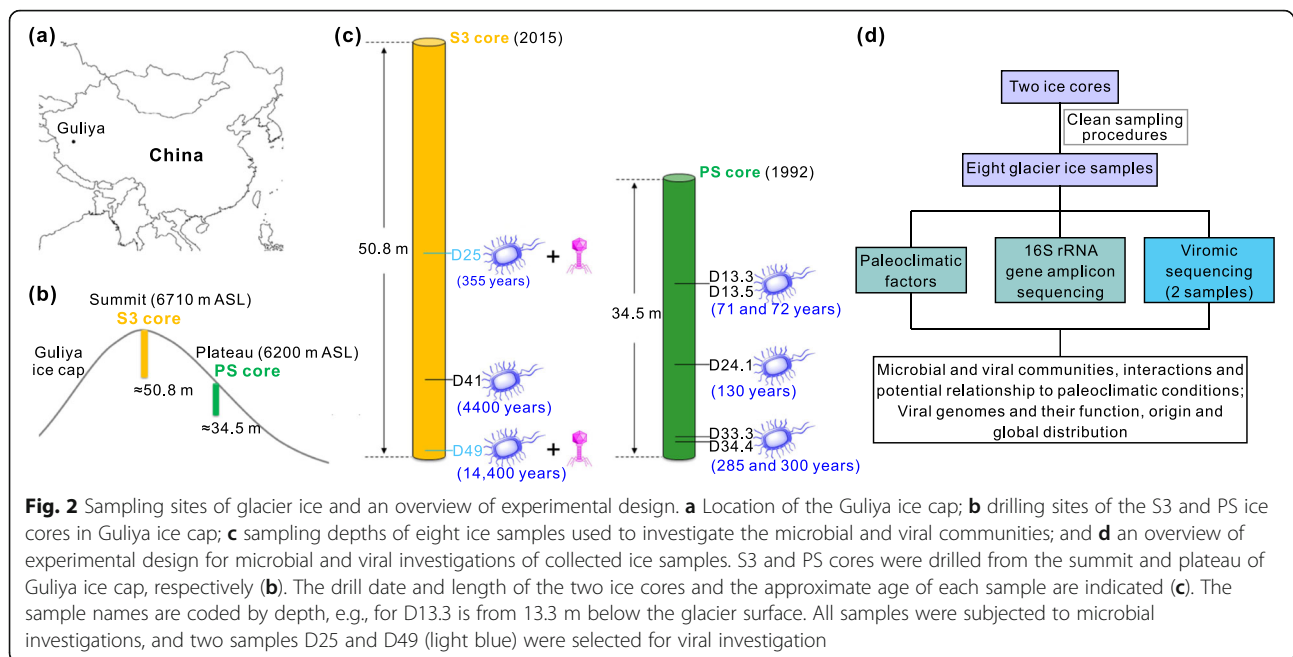 (a)
Guliya
China
(b)
Summit (6710 m ASL)
S3 core
Guliya
ice cap
Plateau (6200 m ASL)
PS core
≈50.8 m
≈34.5 m
(c)
S3 core (2015)
50.8 m
D25
+
(355 years)
D41
(4400 years)
D49
+
(14,400 years)
PS core (1992)
34.5 m
D13.3
D13.5
(71 and 72 years)
D24.1
(130 years)
D33.3
D34.4
(285 and 300 years)
(d)
Two ice cores
Clean sampling
procedures
Eight glacier ice samples
Paleoclimatic
factors
16S rRNA
gene amplicon
sequencing
Viromic
sequencing
(2 samples)
Microbial and viral communities, interactions and
potential relationship to paleoclimatic conditions;
Viral genomes and their function, origin and
global distribution
Fig. 2 Sampling sites of glacier ice and an overview of experimental design. a Location of the Guliya ice cap; b drilling sites of the S3 and PS ice
cores in Guliya ice cap; c sampling depths of eight ice samples used to investigate the microbial and viral communities; and d an overview of
experimental design for microbial and viral investigations of collected ice samples. S3 and PS cores were drilled from the summit and plateau of
Guliya ice cap, respectively (b). The drill date and length of the two ice cores and the approximate age of each sample are indicated (c). The
sample names are coded by depth, e.g., for D13.3 is from 13.3 m below the glacier surface. All samples were subjected to microbial
investigations, and two samples D25 and D49 (light blue) were selected for viral investigation